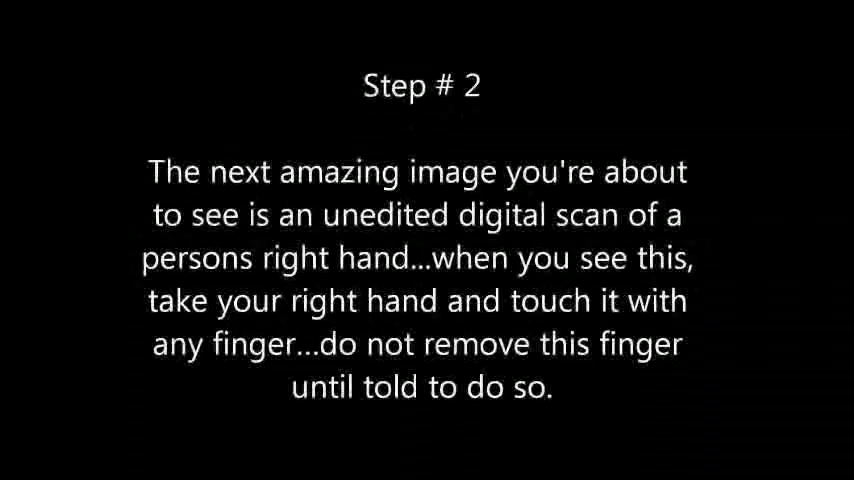 Step # 2
The next amazing image you're about
to see is an unedited digital scan of a
persons right hand...when you see this,
take your right hand and touch it with
any finger...do not remove this finger
until told to do so.